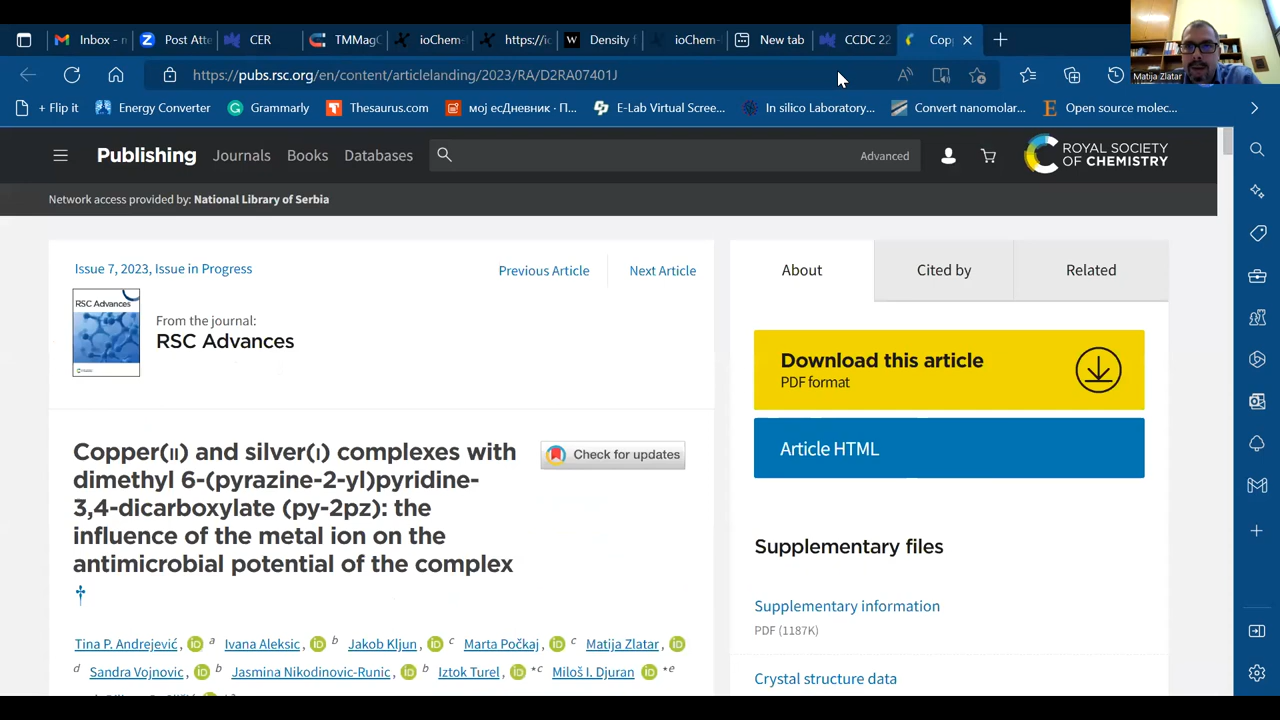 Inbox - n
Post Atte
CER
TMMagC
ioChem-
https://ic
W
Density f
ioChem-
New tab
CCDC 22
Cop
https://pubs.rsc.org/en/content/articlelanding/2023/RA/D2RA07401J
Matija Zlatar
+ Flip it
Energy Converter
Grammarly
Thesaurus.com
мој есДневник · П...
E-Lab Virtual Scree...
In silico Laboratory...
Convert nanomolar...
Open source molec...
Publishing
Journals
Books
Databases
Advanced
ROYAL SOCIETY
OF CHEMISTRY
Network access provided by: National Library of Serbia
Issue 7, 2023, Issue in Progress
Previous Article
Next Article
About
Cited by
Related
RSC Advances
From the journal:
RSC Advances
Download this article
PDF format
Article HTML
Copper(II) and silver(I) complexes with
dimethyl 6-(pyrazine-2-yl)pyridine-
3,4-dicarboxylate (py-2pz): the
influence of the metal ion on the
antimicrobial potential of the complex
†
Check for updates
Supplementary files
Supplementary information
PDF (1187K)
Crystal structure data
Tina P. Andrejević, a Ivana Aleksic, b Jakob Kljun, c Marta Počkaj, c Matija Zlatar,
d Sandra Vojnovic, b Jasmina Nikodinovic-Runic, b Iztok Turel, *c Miloš I. Djuran *e